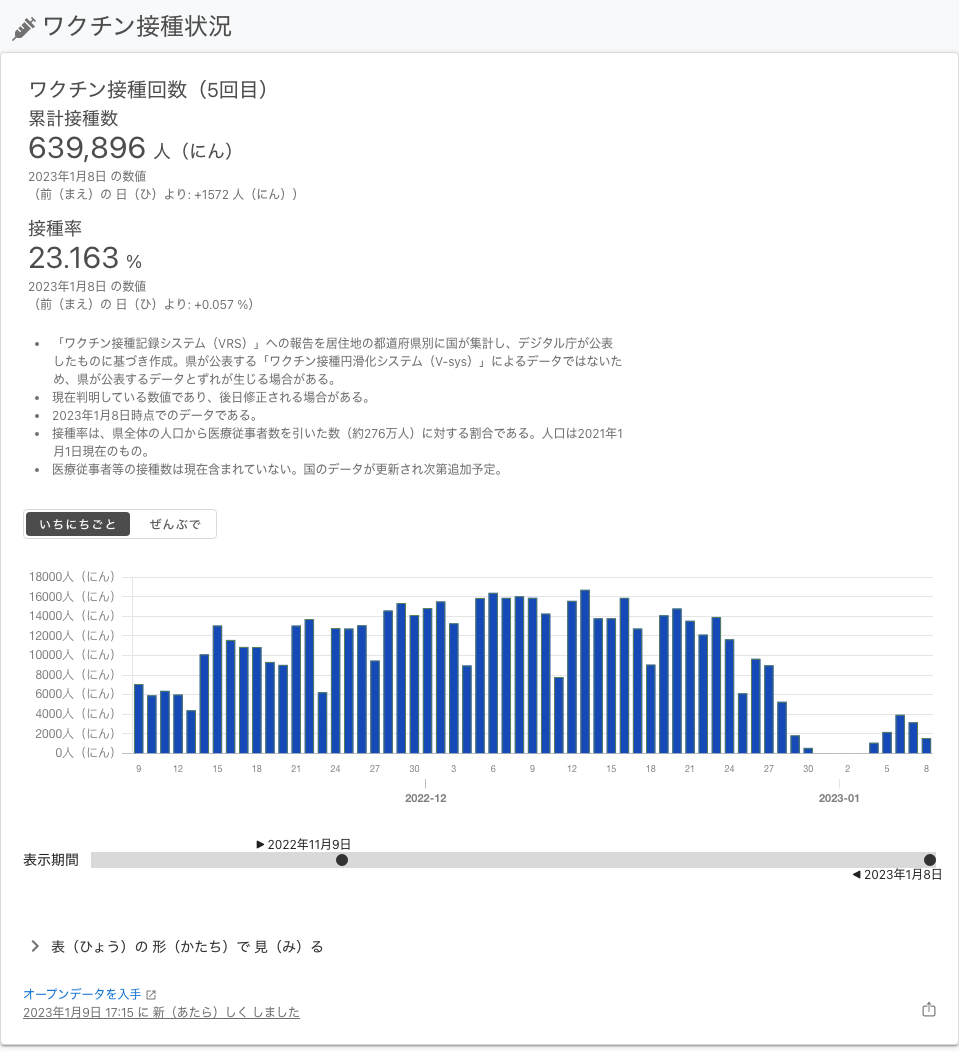 ワクチン接種状況
ワクチン接種回数（5回目）
累計接種数
639,896 人（にん）
2023年1月8日 の数値
（前（まえ）の 日（ひ）より: +1572 人（にん））
接種率
23.163 %
2023年1月8日 の数値
（前（まえ）の 日（ひ）より: +0.057 %）
• 「ワクチン接種記録システム（VRS）」への報告を居住地の都道府県別に国が集計し、デジタル庁が公表
したものに基づき作成。県が公表する「ワクチン接種円滑化システム（V-sys）」によるデータではないた
め、県が公表するデータとずれが生じる場合がある。
• 現在判明している数値であり、後日修正される場合がある。
• 2023年1月8日時点でのデータである。
• 接種率は、県全体の人口から医療従事者数を引いた数（約276万人）に対する割合である。人口は2021年1
月1日現在のもの。
• 医療従事者等の接種数は現在含まれていない。国のデータが更新され次第追加予定。
いちにちごと ぜんぶで
18000人（にん）
16000人（にん）
14000人（にん）
12000人（にん）
10000人（にん）
8000人（にん）
6000人（にん）
4000人（にん）
2000人（にん）
0人（にん）
9 12 15 18 21 24 27 30 3 6 9 12 15 18 21 24 27 30 2 5 8
2022-12 2023-01
▶ 2022年11月9日
表示期間
◀ 2023年1月8日
表（ひょう）の 形（かたち）で 見（み）る
オープンデータを入手
2023年1月9日 17:15 に 新（あたら）しく しました